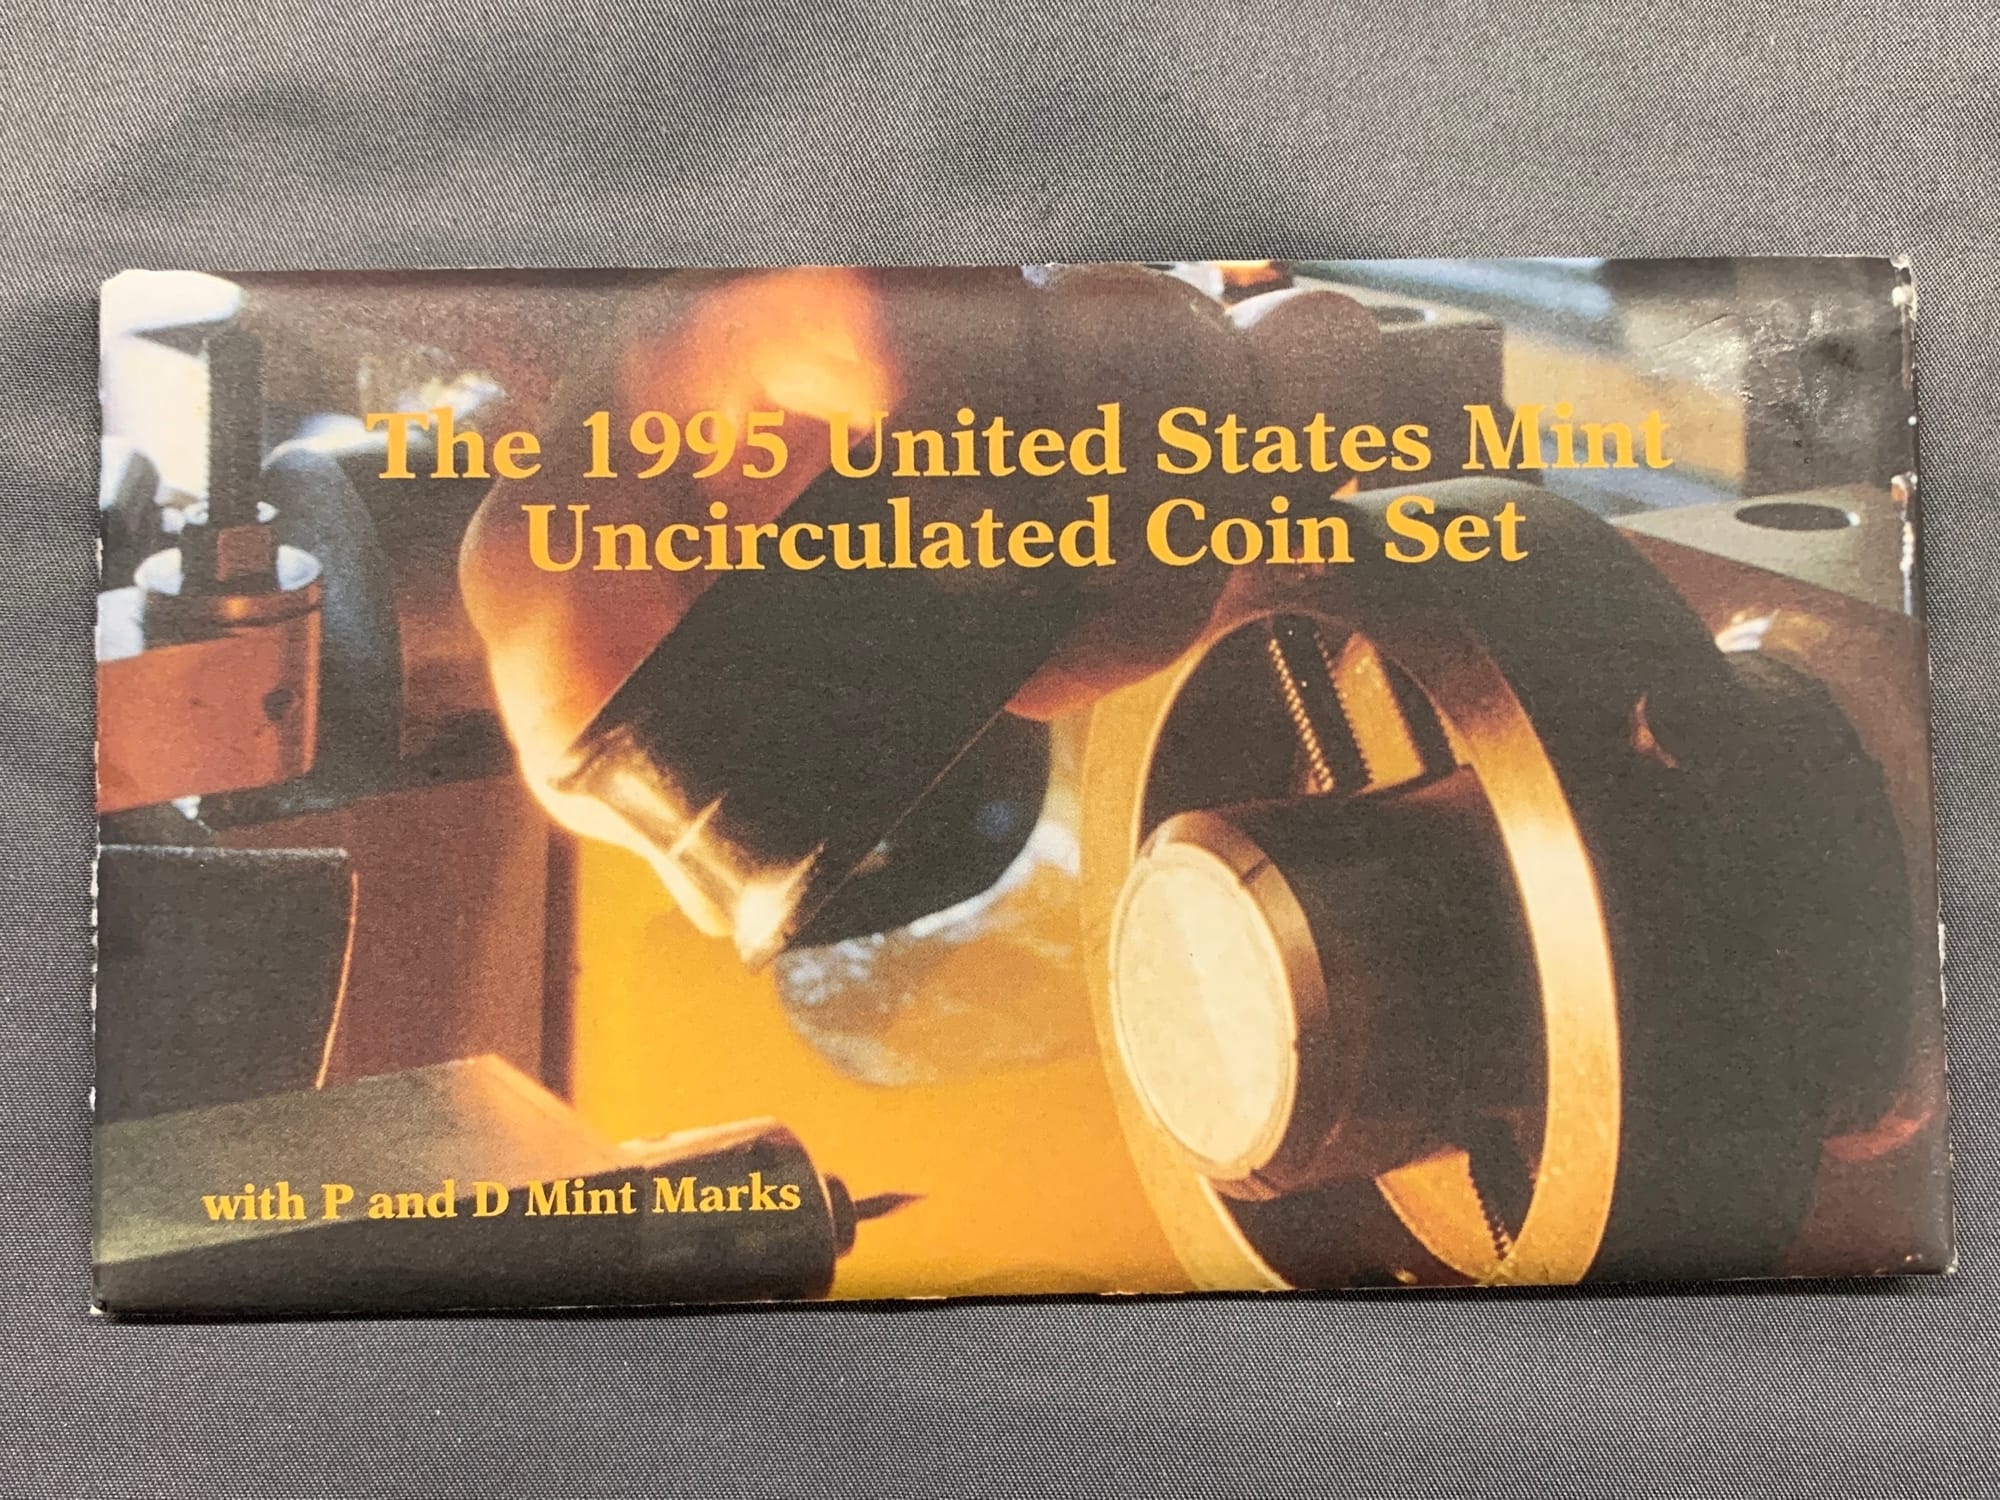 The 1995 United States Mint
Uncirculated Coin Set
with P and D Mint Marks